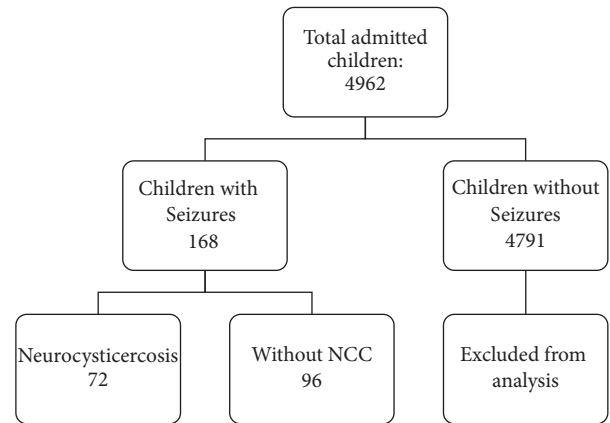 Total admitted
children:
4962
Children with
Seizures
168
Children without
Seizures
4791
Neurocysticercosis
72
Without NCC
96
Excluded from
analysis